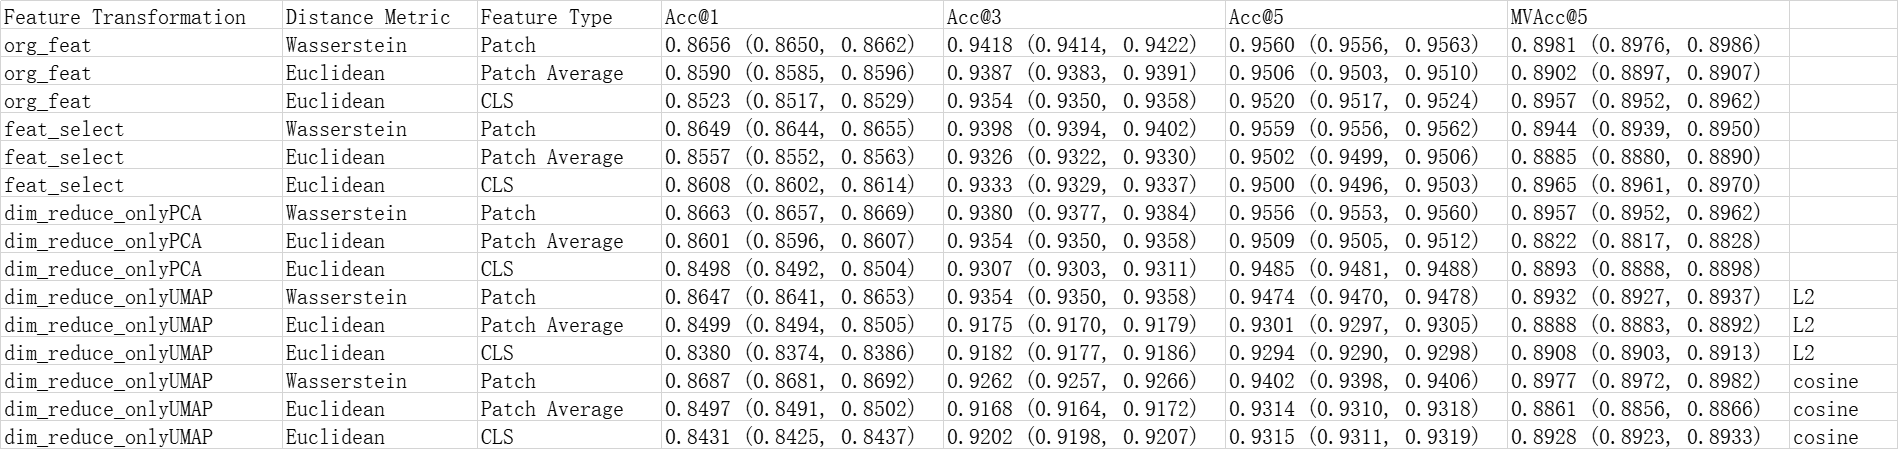 Feature Transformation Distance Metric Feature Type Acc@1 Acc@3 Acc@5 MVAcc@5
org_feat Wasserstein Patch 0.8656 (0.8650, 0.8662) 0.9418 (0.9414, 0.9422) 0.9560 (0.9556, 0.9563) 0.8981 (0.8976, 0.8986)
org_feat Euclidean Patch Average 0.8590 (0.8585, 0.8596) 0.9387 (0.9383, 0.9391) 0.9506 (0.9503, 0.9510) 0.8902 (0.8897, 0.8907)
org_feat Euclidean CLS 0.8523 (0.8517, 0.8529) 0.9354 (0.9350, 0.9358) 0.9520 (0.9517, 0.9524) 0.8957 (0.8952, 0.8962)
feat_select Wasserstein Patch 0.8649 (0.8644, 0.8655) 0.9398 (0.9394, 0.9402) 0.9559 (0.9556, 0.9562) 0.8944 (0.8939, 0.8950)
feat_select Euclidean Patch Average 0.8557 (0.8552, 0.8563) 0.9326 (0.9322, 0.9330) 0.9502 (0.9499, 0.9506) 0.8885 (0.8880, 0.8890)
feat_select Euclidean CLS 0.8608 (0.8602, 0.8614) 0.9333 (0.9329, 0.9337) 0.9500 (0.9496, 0.9503) 0.8965 (0.8961, 0.8970)
dim_reduce_onlyPCA Wasserstein Patch 0.8663 (0.8657, 0.8669) 0.9380 (0.9377, 0.9384) 0.9556 (0.9553, 0.9560) 0.8957 (0.8952, 0.8962)
dim_reduce_onlyPCA Euclidean Patch Average 0.8601 (0.8596, 0.8607) 0.9354 (0.9350, 0.9358) 0.9509 (0.9505, 0.9512) 0.8822 (0.8817, 0.8828)
dim_reduce_onlyPCA Euclidean CLS 0.8498 (0.8492, 0.8504) 0.9307 (0.9303, 0.9311) 0.9485 (0.9481, 0.9488) 0.8893 (0.8888, 0.8898)
dim_reduce_onlyUMAP Wasserstein Patch 0.8647 (0.8641, 0.8653) 0.9354 (0.9350, 0.9358) 0.9474 (0.9470, 0.9478) 0.8932 (0.8927, 0.8937) L2
dim_reduce_onlyUMAP Euclidean Patch Average 0.8499 (0.8494, 0.8505) 0.9175 (0.9170, 0.9179) 0.9301 (0.9297, 0.9305) 0.8888 (0.8883, 0.8892) L2
dim_reduce_onlyUMAP Euclidean CLS 0.8380 (0.8374, 0.8386) 0.9182 (0.9177, 0.9186) 0.9294 (0.9290, 0.9298) 0.8908 (0.8903, 0.8913) L2
dim_reduce_onlyUMAP Wasserstein Patch 0.8687 (0.8681, 0.8692) 0.9262 (0.9257, 0.9266) 0.9402 (0.9398, 0.9406) 0.8977 (0.8972, 0.8982) cosine
dim_reduce_onlyUMAP Euclidean Patch Average 0.8497 (0.8491, 0.8502) 0.9168 (0.9164, 0.9172) 0.9314 (0.9310, 0.9318) 0.8861 (0.8856, 0.8866) cosine
dim_reduce_onlyUMAP Euclidean CLS 0.8431 (0.8425, 0.8437) 0.9202 (0.9198, 0.9207) 0.9315 (0.9311, 0.9319) 0.8928 (0.8923, 0.8933) cosine